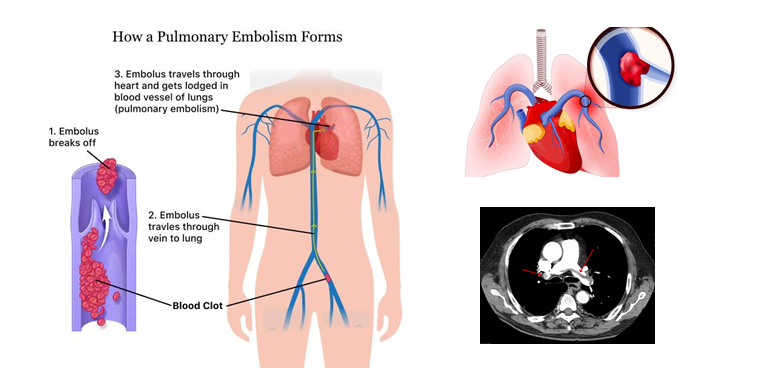 How a Pulmonary Embolism Forms
3. Embolus travels through
heart and gets lodged in
blood vessel of lungs
(pulmonary embolism)
1. Embolus
breaks off
2. Embolus
travles through
vein to lung
Blood Clot